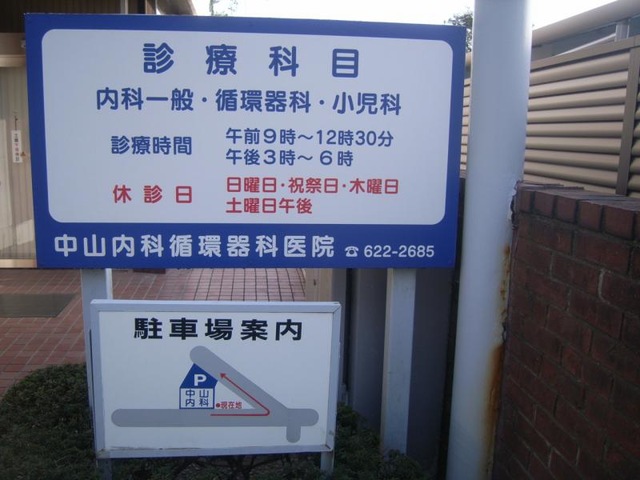 診療科目
内科一般・循環器科・小児科
診療時間 午前9時～12時30分
午後3時～6時
休診日 日曜日・祝祭日・木曜日
土曜日午後
中山内科循環器科医院 ☎622-2685
駐車場案内
P
中山
内科
●現在地